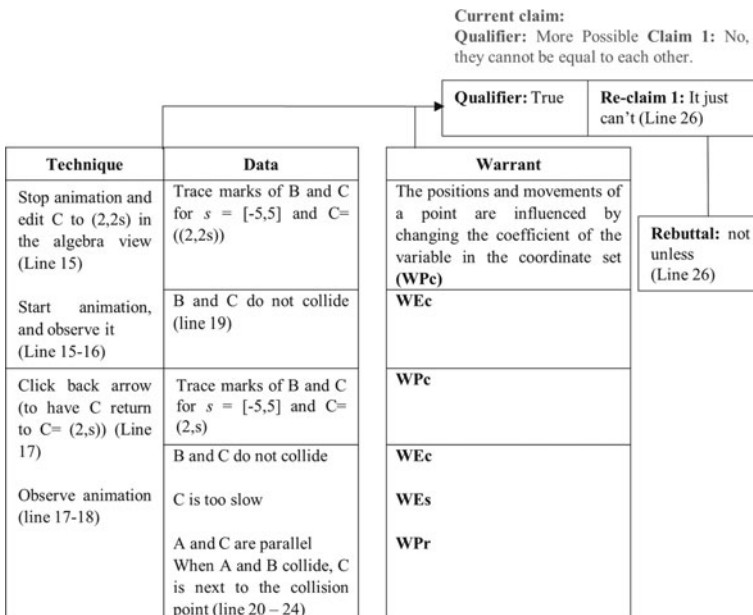 Current claim:
Qualifier: More Possible Claim 1: No,
they cannot be equal to each other.
Qualifier: True
Re-claim 1: It just
can't (Line 26)
Rebuttal: not
unless
(Line 26)
Technique
Data
Warrant
Stop animation and
edit C to (2,2s) in
the algebra view
(Line 15)
Start animation,
and observe it
(Line 15-16)
Trace marks of B and C
for s = [-5,5] and C=
((2,2s))
The positions and movements of
a point are influenced by
changing the coefficient of the
variable in the coordinate set
(WPc)
B and C do not collide
(line 19)
WEc
Click back arrow
(to have C return
to C= (2,s)) (Line
17)
Observe animation
(line 17-18)
Trace marks of B and C
for s = [-5,5] and C=
(2,s)
WPc
B and C do not collide
WEc
C is too slow
WEs
A and C are parallel
When A and B collide, C
is next to the collision
point (line 20 – 24)
WPr